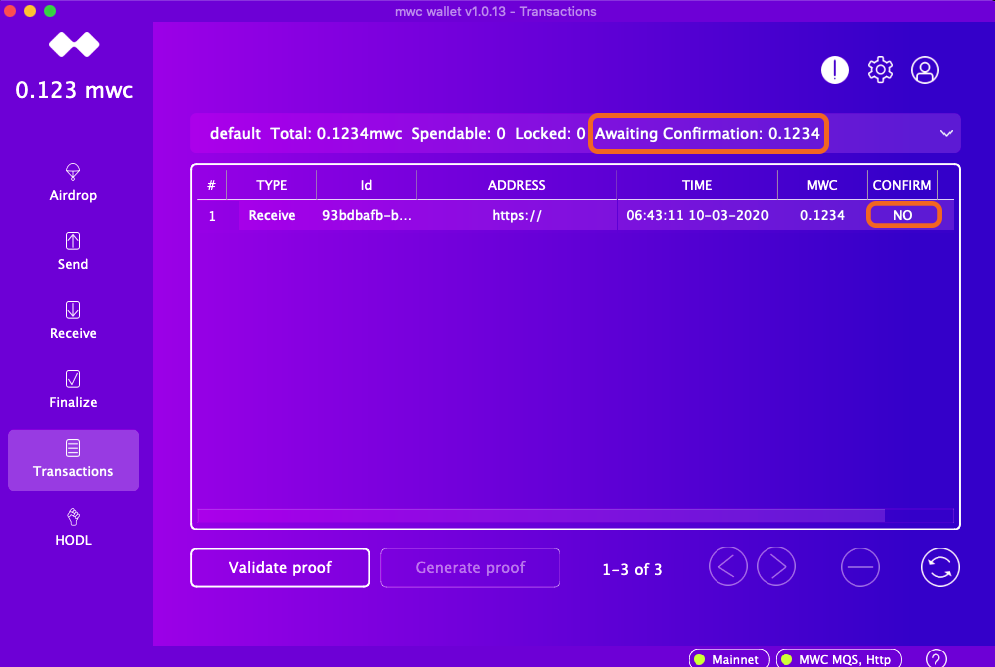 mwc wallet v1.0.13 - Transactions
0.123 mwc
default Total: 0.1234mwc Spendable: 0 Locked: 0 Awaiting Confirmation: 0.1234
# TYPE Id ADDRESS TIME MWC CONFIRM
1 Receive 93bdbafb-b... https:// 06:43:11 10-03-2020 0.1234 NO
Airdrop
Send
Receive
Finalize
Transactions
HODL
Validate proof Generate proof 1-3 of 3
Mainnet MWC MQS, Http ?